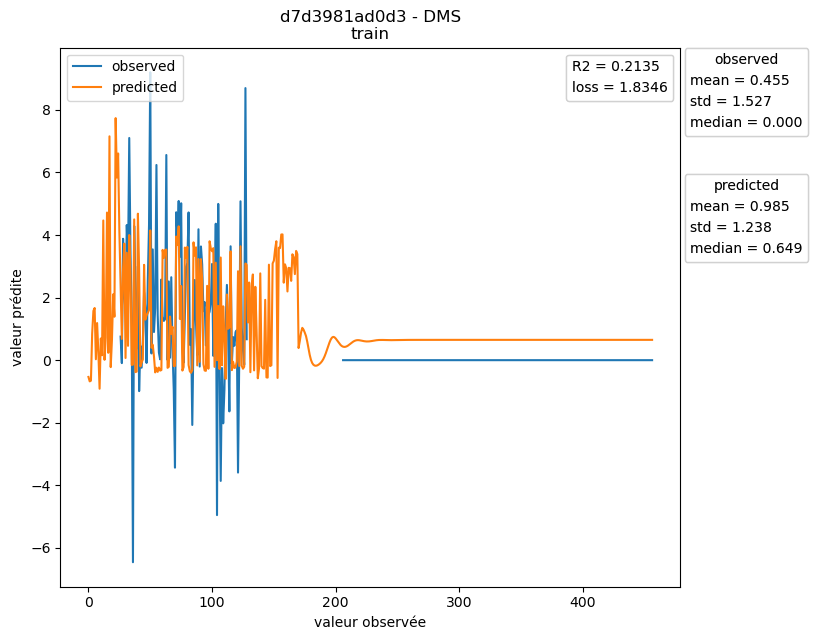 d7d3981ad0d3 - DMS
train
observed
predicted
R2 = 0.2135
loss = 1.8346
observed
mean = 0.455
std = 1.527
median = 0.000
predicted
mean = 0.985
std = 1.238
median = 0.649
valeur prédite
8
6
4
2
0
−2
−4
−6
0
100
200
300
400
valeur observée